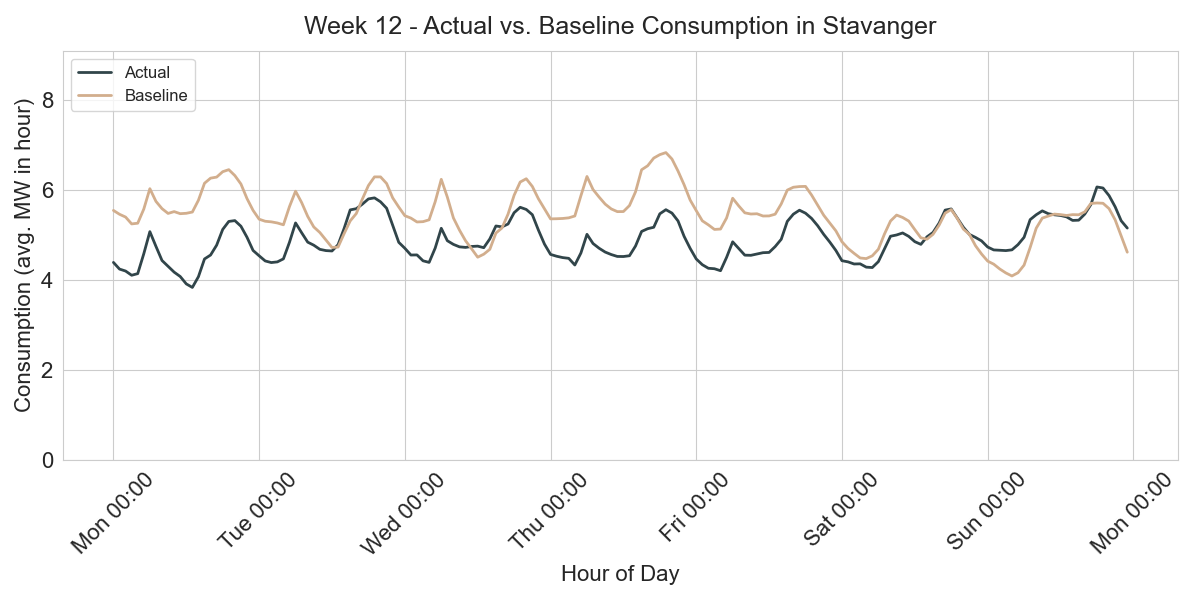 Week 12 - Actual vs. Baseline Consumption in Stavanger
Actual
Baseline
Consumption (avg. MW in hour)
8
6
4
2
0
Mon 00:00
Tue 00:00
Wed 00:00
Thu 00:00
Fri 00:00
Sat 00:00
Sun 00:00
Mon 00:00
Hour of Day